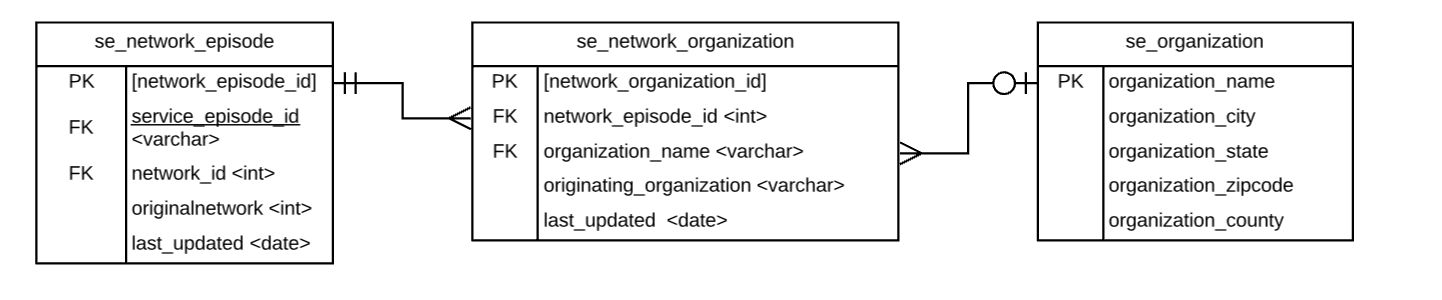 se_network_episode
PK [network_episode_id]
FK service_episode_id
<varchar>
FK network_id <int>
originalnetwork <int>
last_updated <date>
se_network_organization
PK [network_organization_id]
FK network_episode_id <int>
FK organization_name <varchar>
originating_organization <varchar>
last_updated <date>
se_organization
PK organization_name
organization_city
organization_state
organization_zipcode
organization_county